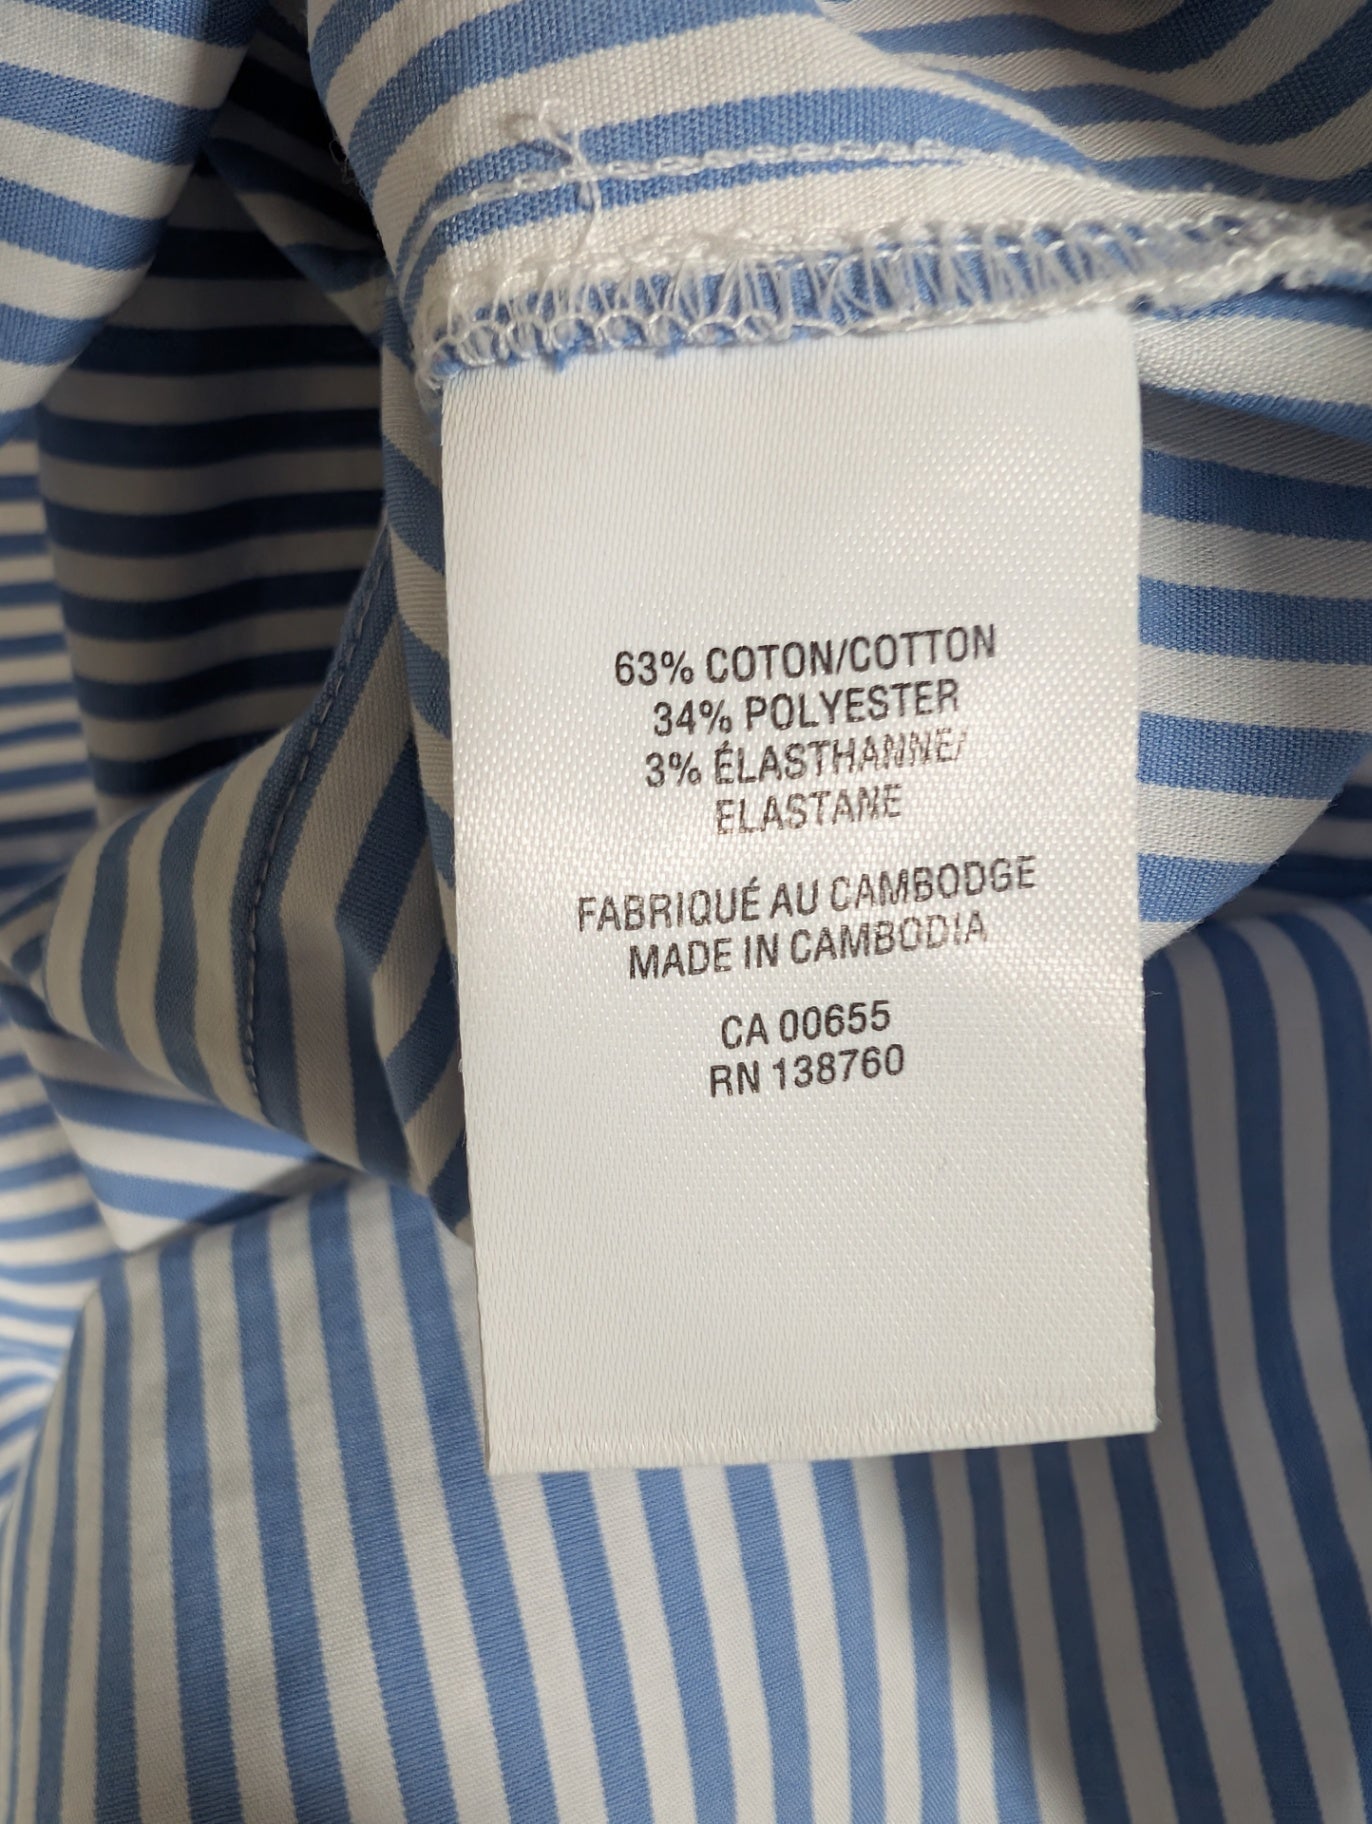 63% COTON/COTTON
34% POLYESTER
3% ÉLASTHANNE/
ELASTANE
FABRIQUÉ AU CAMBODGE
MADE IN CAMBODIA
CA 00655
RN 138760